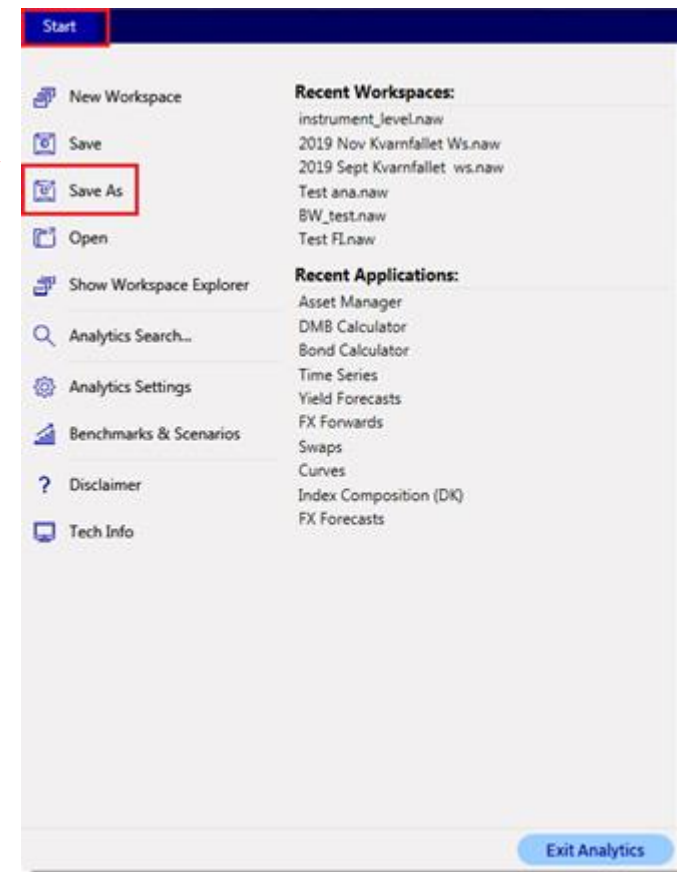 Start
New Workspace
Save
Save As
Open
Show Workspace Explorer
Analytics Search...
Analytics Settings
Benchmarks & Scenarios
? Disclaimer
Tech Info
Recent Workspaces:
instrument_level.naw
2019 Nov Kvarnfallet Ws.naw
2019 Sept Kvarnfallet ws.naw
Test ana.naw
BW_test.naw
Test FI.naw
Recent Applications:
Asset Manager
DMB Calculator
Bond Calculator
Time Series
Yield Forecasts
FX Forwards
Swaps
Curves
Index Composition (DK)
FX Forecasts
Exit Analytics